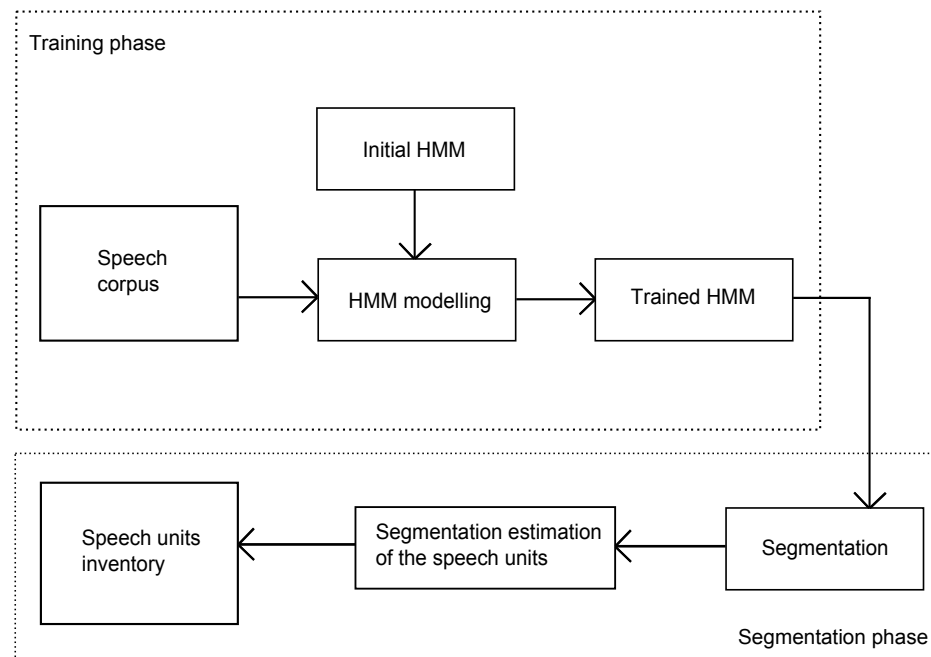 Training phase
Initial HMM
Speech
corpus
HMM modelling
Trained HMM
Speech units
inventory
Segmentation estimation
of the speech units
Segmentation
Segmentation phase